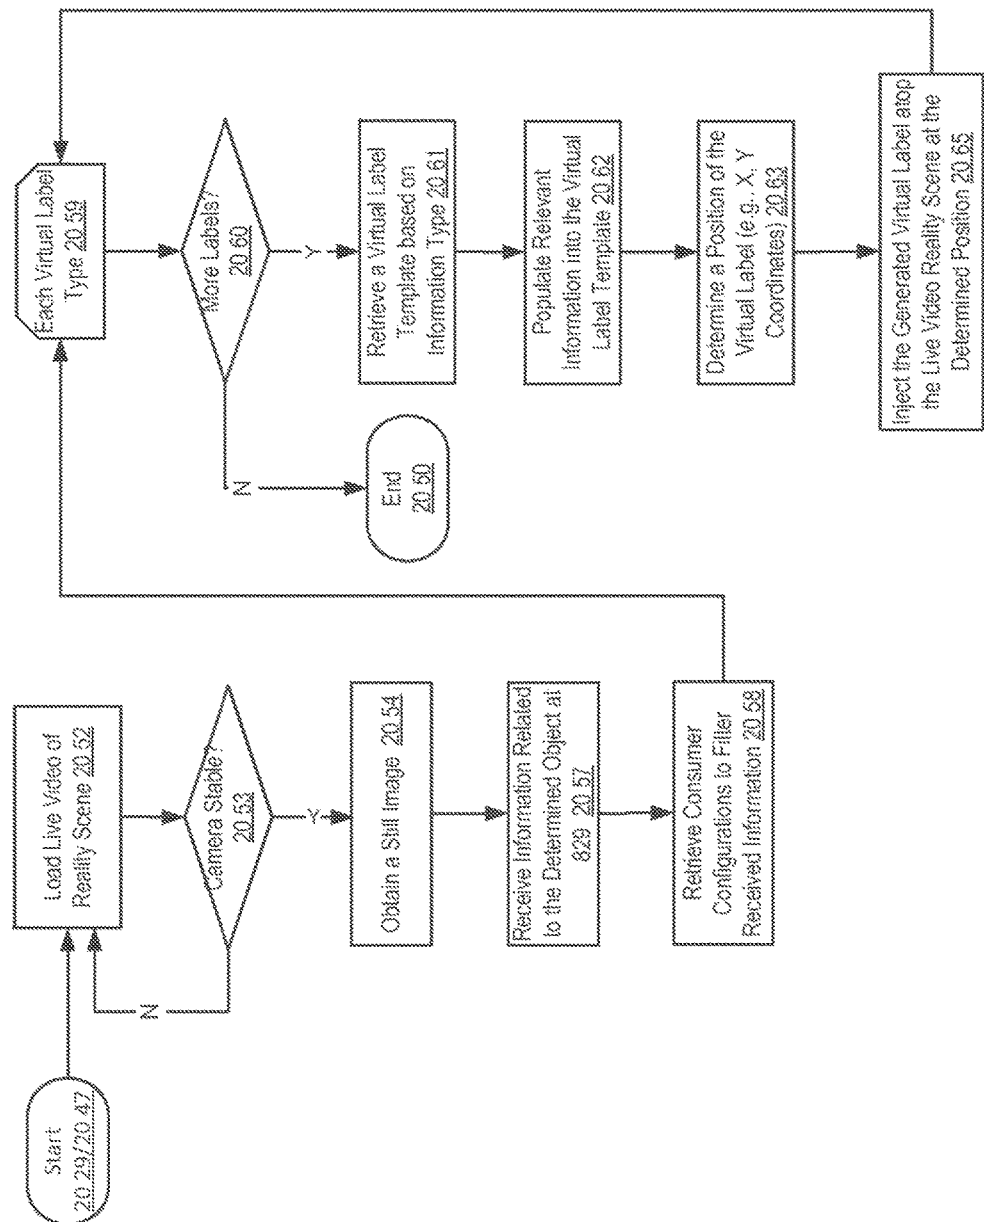 Start
20 29/20 47
Load Live Video of
Reality Scene 20 52
Camera Stable?
20 53
N
Y
Obtain a Still Image 20 54
Receive Information Related
to the Determined Object at
829 20 57
Retrieve Consumer
Configurations to Filter
Received Information 20 58
Each Virtual Label
Type 20 59
More Labels?
20 60
N
Y
End
20 50
Retrieve a Virtual Label
Template based on
Information Type 20 61
Populate Relevant
Information into the Virtual
Label Template 20 62
Determine a Position of the
Virtual Label (e.g., X, Y
Coordinates) 20 63
Inject the Generated Virtual Label atop
the Live Video Reality Scene at the
Determined Position 20 65